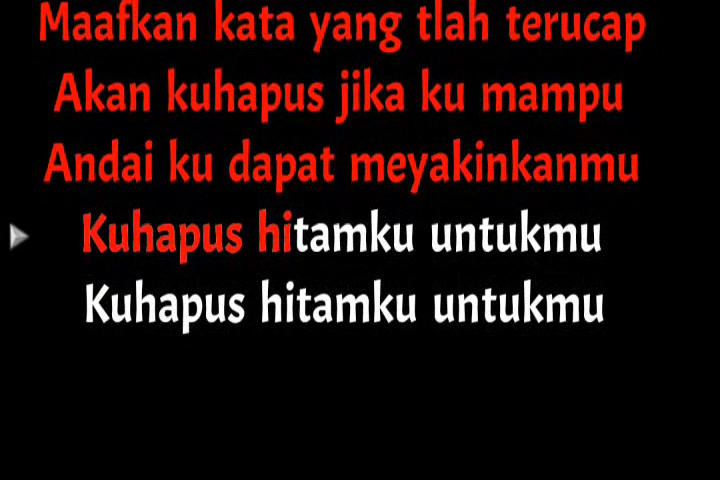 Maafkan kata yang tlah terucap
Akan kuhapus jika ku mampu
Andai ku dapat meyakinkanmu
Kuhapus hitamku untukmu
Kuhapus hitamku untukmu